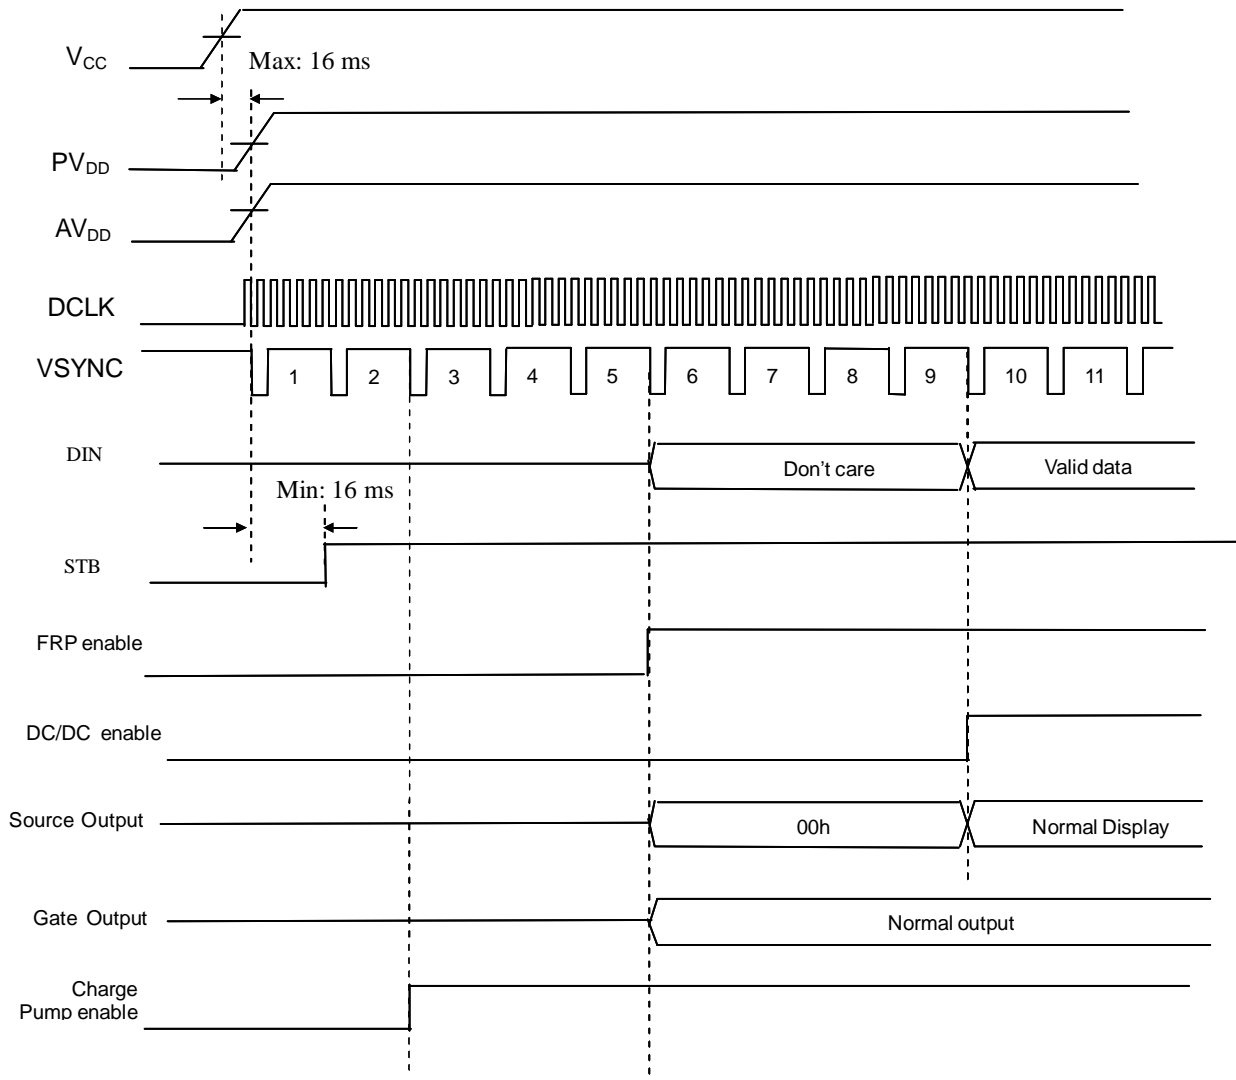 VCC
Max: 16 ms
PVDD
AVDD
DCLK
VSYNC
1 2 3 4 5 6 7 8 9 10 11
DIN
Don't care
Valid data
Min: 16 ms
STB
FRP enable
DC/DC enable
Source Output
00h
Normal Display
Gate Output
Normal output
Charge
Pump enable